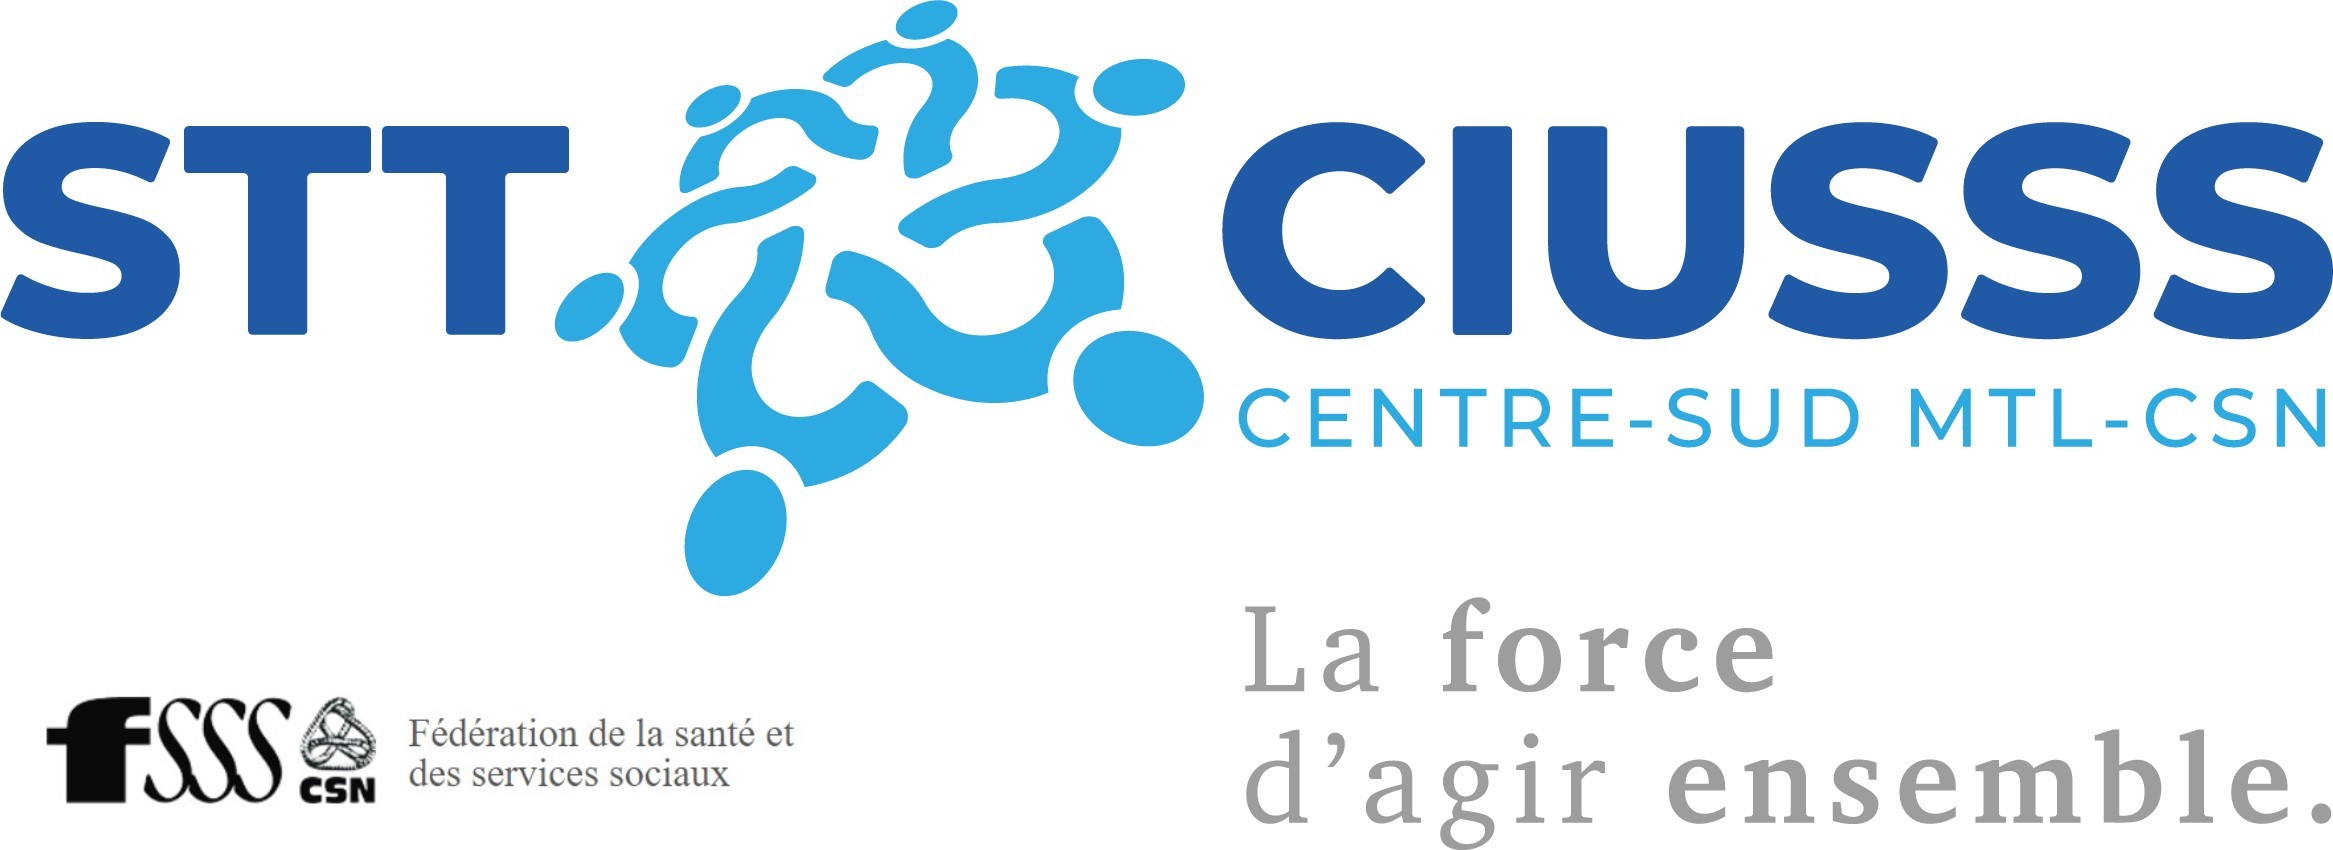 STT CIUSSS
CENTRE-SUD MTL-CSN
La force
d'agir ensemble.
fsss CSN
Fédération de la santé et
des services sociaux